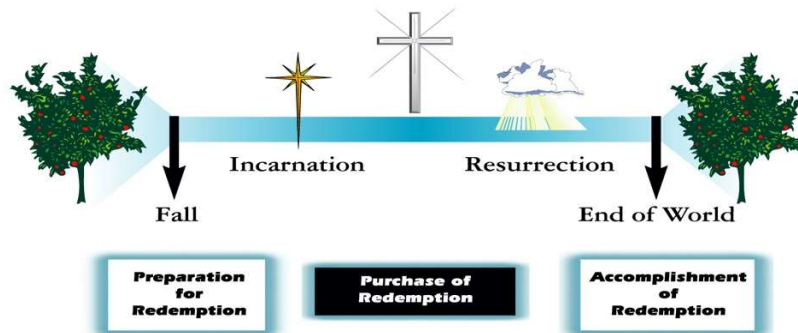 Incarnation
Resurrection
Fall
End of World
Preparation
for
Redemption
Purchase of
Redemption
Accomplishment
of
Redemption